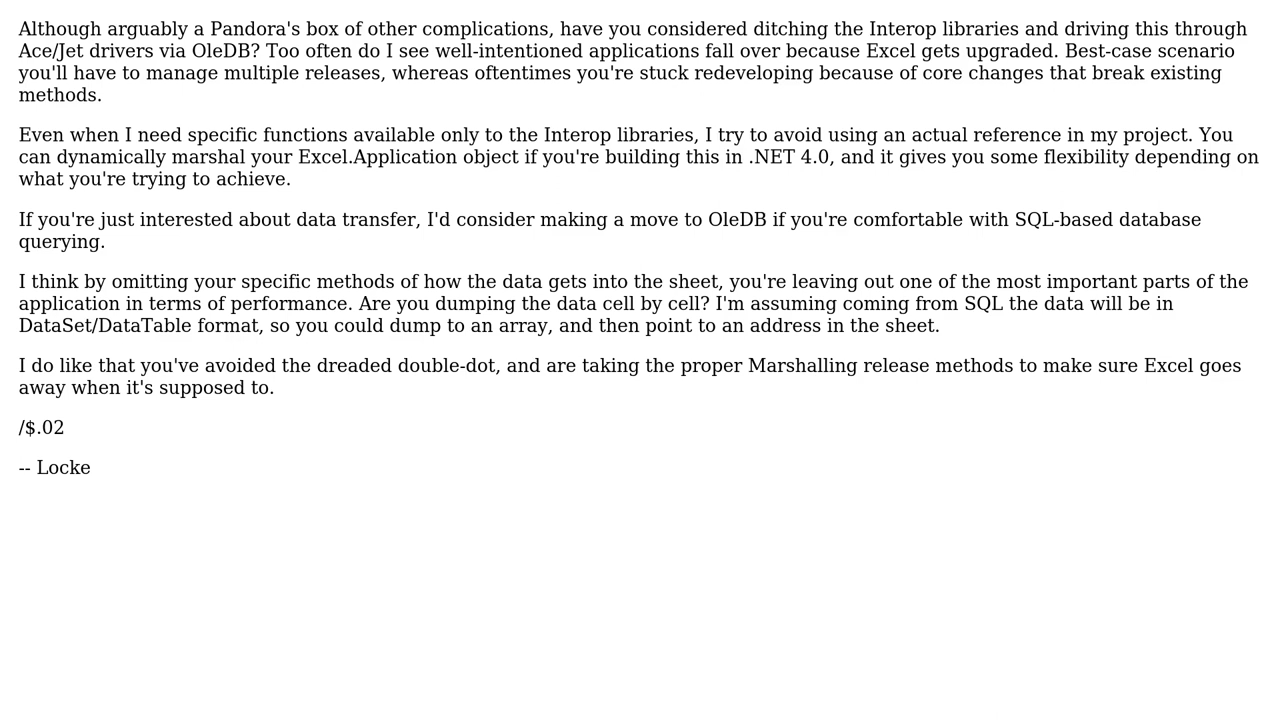 Although arguably a Pandora's box of other complications, have you considered ditching the Interop libraries and driving this through
Ace/Jet drivers via OleDB? Too often do I see well-intentioned applications fall over because Excel gets upgraded. Best-case scenario
you'll have to manage multiple releases, whereas oftentimes you're stuck redeveloping because of core changes that break existing
methods.
Even when I need specific functions available only to the Interop libraries, I try to avoid using an actual reference in my project. You
can dynamically marshal your Excel.Application object if you're building this in .NET 4.0, and it gives you some flexibility depending on
what you're trying to achieve.
If you're just interested about data transfer, I'd consider making a move to OleDB if you're comfortable with SQL-based database
querying.
I think by omitting your specific methods of how the data gets into the sheet, you're leaving out one of the most important parts of the
application in terms of performance. Are you dumping the data cell by cell? I'm assuming coming from SQL the data will be in
DataSet/DataTable format, so you could dump to an array, and then point to an address in the sheet.
I do like that you've avoided the dreaded double-dot, and are taking the proper Marshalling release methods to make sure Excel goes
away when it's supposed to.
/$.02
-- Locke